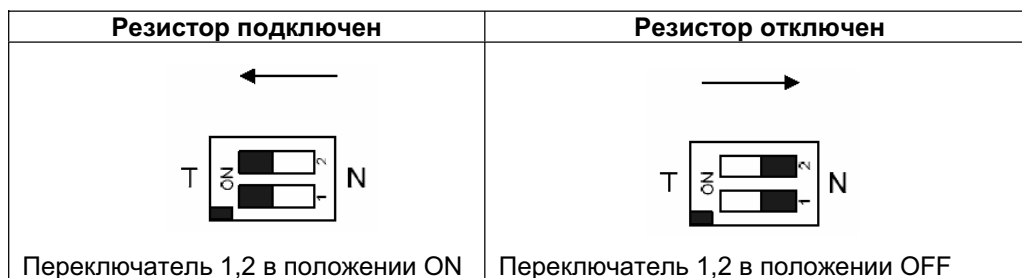 Резистор подключен
Резистор отключен
T ON 2 1 N
T ON 2 1 N
Переключатель 1,2 в положении ON
Переключатель 1,2 в положении OFF